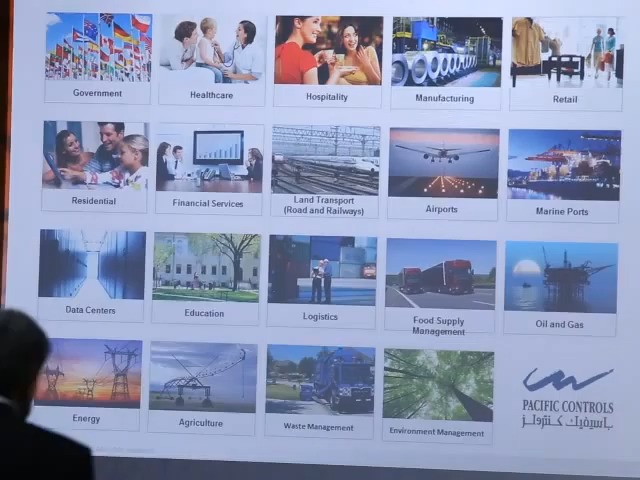 Government
Healthcare
Hospitality
Manufacturing
Retail
Residential
Financial Services
Land Transport
(Road and Railways)
Airports
Marine Ports
Data Centers
Education
Logistics
Food Supply
Management
Oil and Gas
Energy
Agriculture
Waste Management
Environment Management
PACIFIC CONTROLS
باسيفيك كنترولز